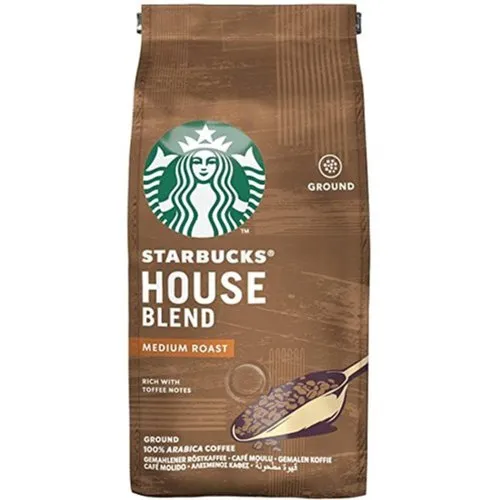 GROUND
™
STARBUCKS®
HOUSE
BLEND
MEDIUM ROAST
RICH WITH
TOFFEE NOTES
GROUND
100% ARABICA COFFEE
GEMAHLENER RÖSTKAFFEE - CAFÉ MOULU - GEMALEN KOFFIE
CAFÉ MOLIDO - ΑΛΕΣΜΕΝΟΣ ΚΑΦΕΣ - قهوة مطحونة